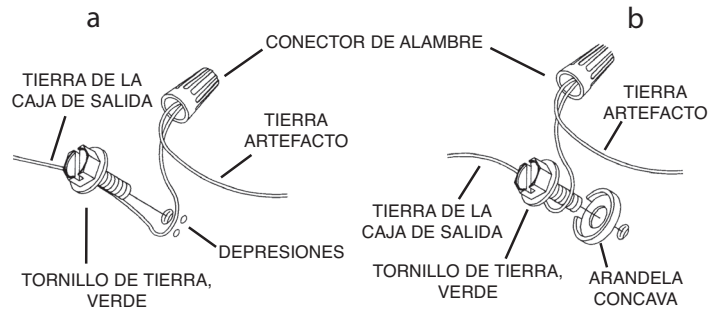 a
b
CONECTOR DE ALAMBRE
TIERRA DE LA
CAJA DE SALIDA
TIERRA
ARTEFACTO
TIERRA
ARTEFACTO
TIERRA DE LA
CAJA DE SALIDA
DEPRESIONES
TORNILLO DE TIERRA,
VERDE
TORNILLO DE TIERRA,
VERDE
ARANDELA
CONCAVA